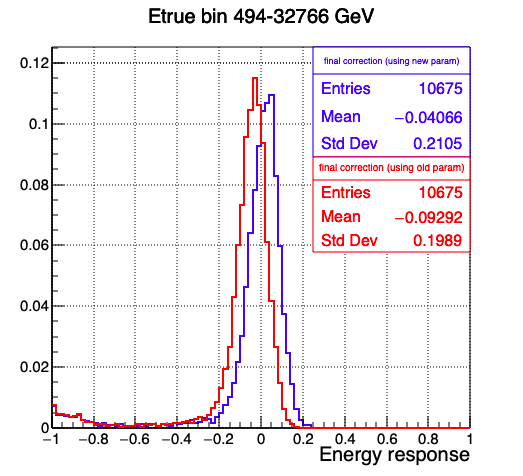 Etrue bin 494-32766 GeV
final correction (using new param)
Entries 10675
Mean −0.04066
Std Dev 0.2105
final correction (using old param)
Entries 10675
Mean −0.09292
Std Dev 0.1989
0.12
0.1
0.08
0.06
0.04
0.02
0
−1 −0.8 −0.6 −0.4 −0.2 0 0.2 0.4 0.6 0.8 1
Energy response